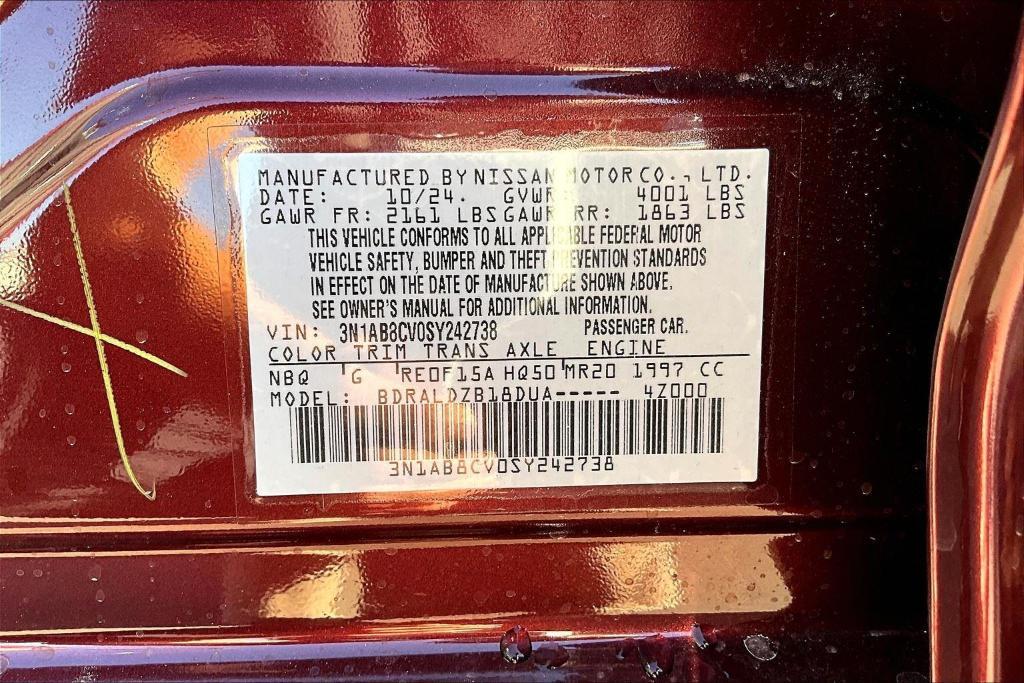 MANUFACTURED BY NISSAN MOTOR CO., LTD.
DATE: 10/24. GVWR: 4001 LBS
GAWR FR: 2161 LBS GAWR RR: 1863 LBS
THIS VEHICLE CONFORMS TO ALL APPLICABLE FEDERAL MOTOR
VEHICLE SAFETY, BUMPER AND THEFT PREVENTION STANDARDS
IN EFFECT ON THE DATE OF MANUFACTURE SHOWN ABOVE.
SEE OWNER'S MANUAL FOR ADDITIONAL INFORMATION.
VIN: 3N1AB8CV0SY242738 PASSENGER CAR.
COLOR TRIM TRANS AXLE ENGINE
NBQ G RE0F15A HQ50 MR20 1997 CC
MODEL: BDRALDZB18DUA----- 4Z000
3N1AB8CV0SY242738